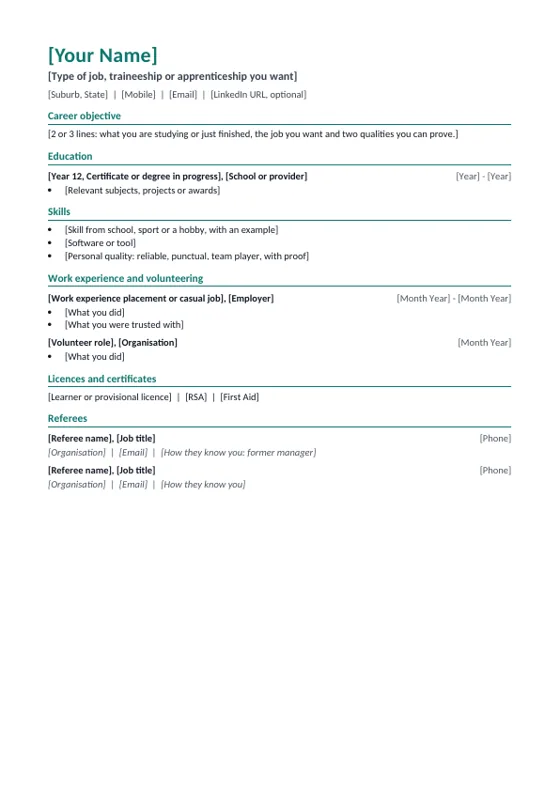 [Your Name]
[Type of job, traineeship or apprenticeship you want]
[Suburb, State] | [Mobile] | [Email] | [LinkedIn URL, optional]
Career objective
[2 or 3 lines: what you are studying or just finished, the job you want and two qualities you can prove.]
Education
[Year 12, Certificate or degree in progress], [School or provider] [Year] - [Year]
• [Relevant subjects, projects or awards]
Skills
• [Skill from school, sport or a hobby, with an example]
• [Software or tool]
• [Personal quality: reliable, punctual, team player, with proof]
Work experience and volunteering
[Work experience placement or casual job], [Employer] [Month Year] - [Month Year]
• [What you did]
• [What you were trusted with]
[Volunteer role], [Organisation] [Month Year]
• [What you did]
Licences and certificates
[Learner or provisional licence] | [RSA] | [First Aid]
Referees
[Referee name], [Job title] [Phone]
[Organisation] | [Email] | [How they know you: former manager]
[Referee name], [Job title] [Phone]
[Organisation] | [Email] | [How they know you]